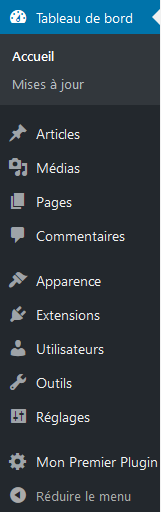 Tableau de bord
Accueil
Mises à jour
Articles
Médias
Pages
Commentaires
Apparence
Extensions
Utilisateurs
Outils
Réglages
Mon Premier Plugin
Réduire le menu